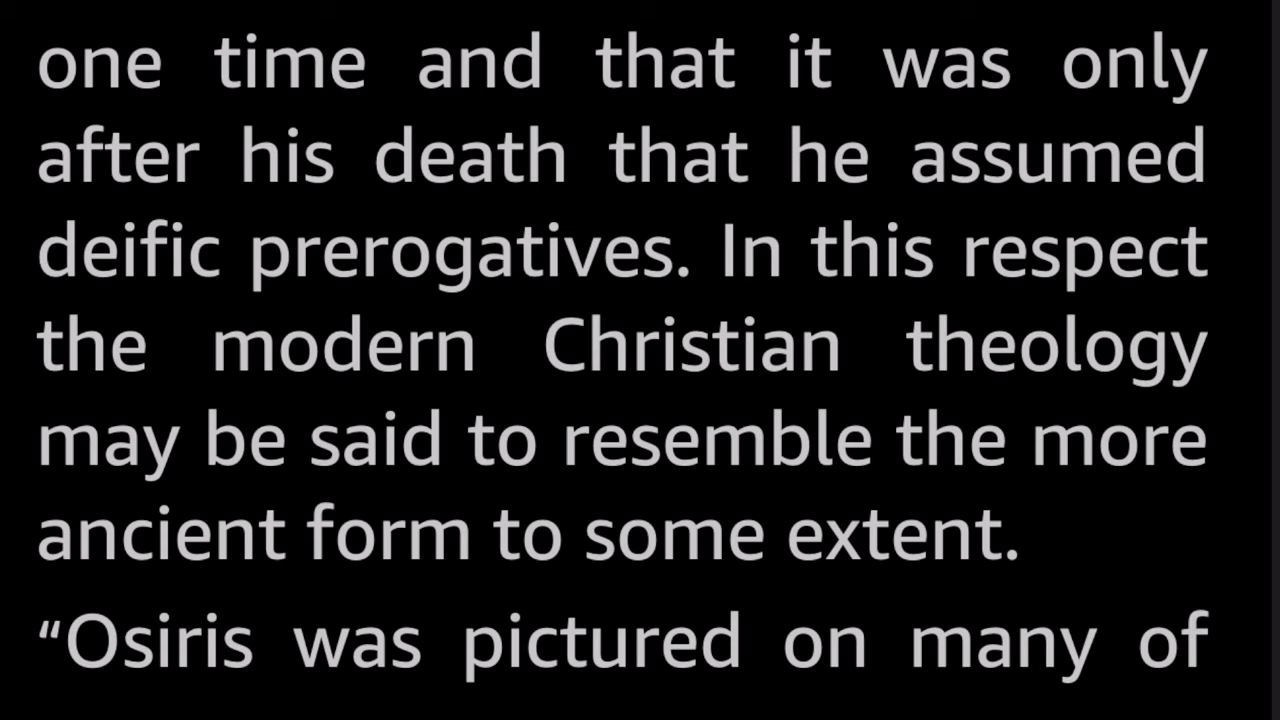 one time and that it was only
after his death that he assumed
deific prerogatives. In this respect
the modern Christian theology
may be said to resemble the more
ancient form to some extent.
“Osiris was pictured on many of